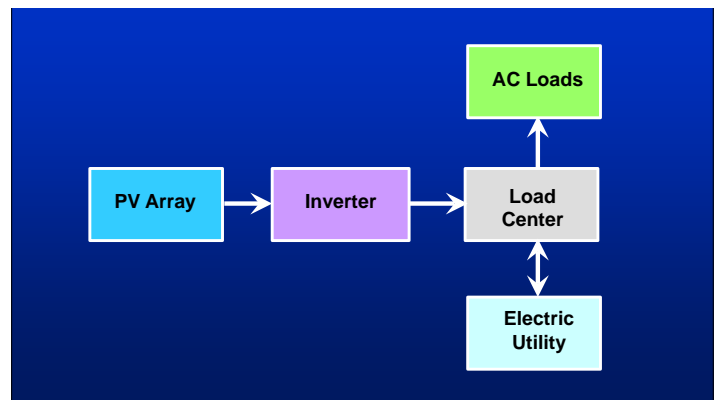 AC Loads
PV Array
Inverter
Load
Center
Electric
Utility